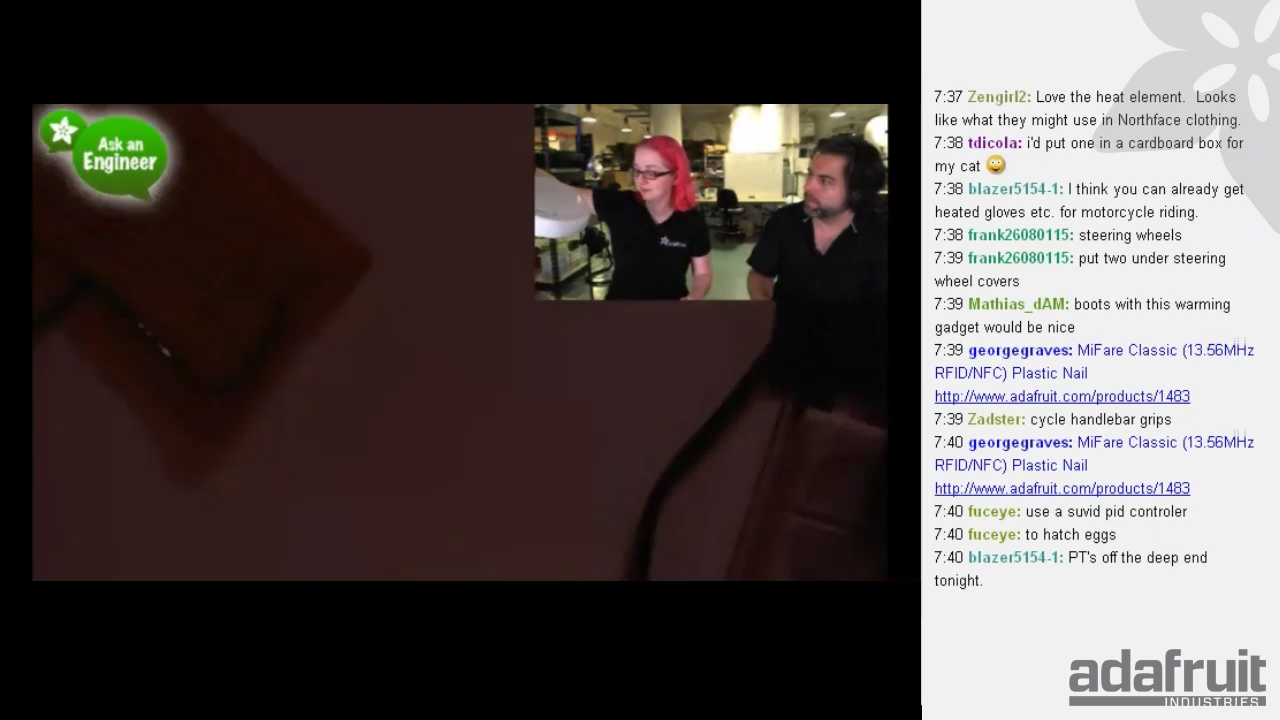 Ask an
Engineer
7:37 Zengirl2: Love the heat element.  Looks
like what they might use in Northface clothing.
7:38 tdicola: i'd put one in a cardboard box for
my cat
7:38 blazer5154-1: I think you can already get
heated gloves etc. for motorcycle riding.
7:38 frank26080115: steering wheels
7:39 frank26080115: put two under steering
wheel covers
7:39 Mathias_dAM: boots with this warming
gadget would be nice
7:39 georgegraves: MiFare Classic (13.56MHz
RFID/NFC) Plastic Nail
http://www.adafruit.com/products/1483
7:39 Zadster: cycle handlebar grips
7:40 georgegraves: MiFare Classic (13.56MHz
RFID/NFC) Plastic Nail
http://www.adafruit.com/products/1483
7:40 fuceye: use a suvid pid controler
7:40 fuceye: to hatch eggs
7:40 blazer5154-1: PT's off the deep end
tonight.
adafruit
INDUSTRIES